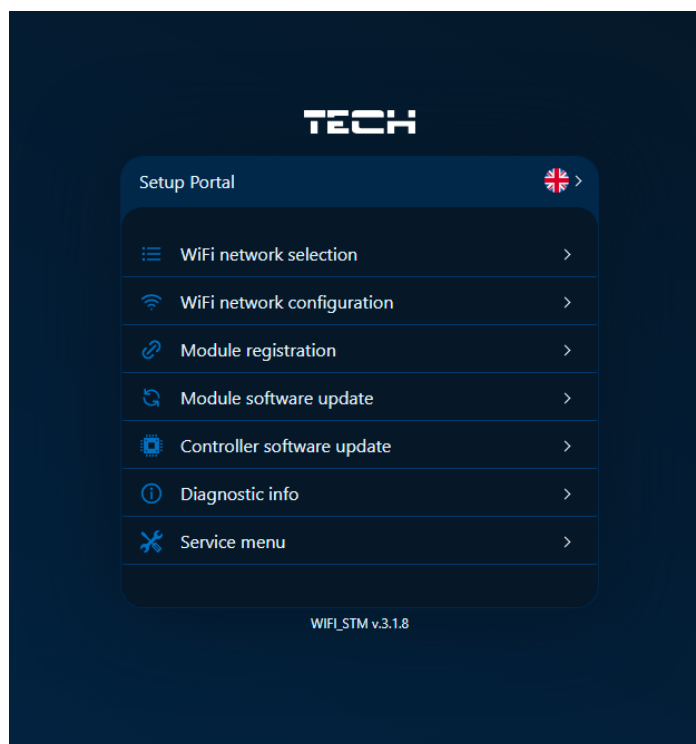 TECH
Setup Portal
WiFi network selection
WiFi network configuration
Module registration
Module software update
Controller software update
Diagnostic info
Service menu
WIFI_STM v.3.1.8